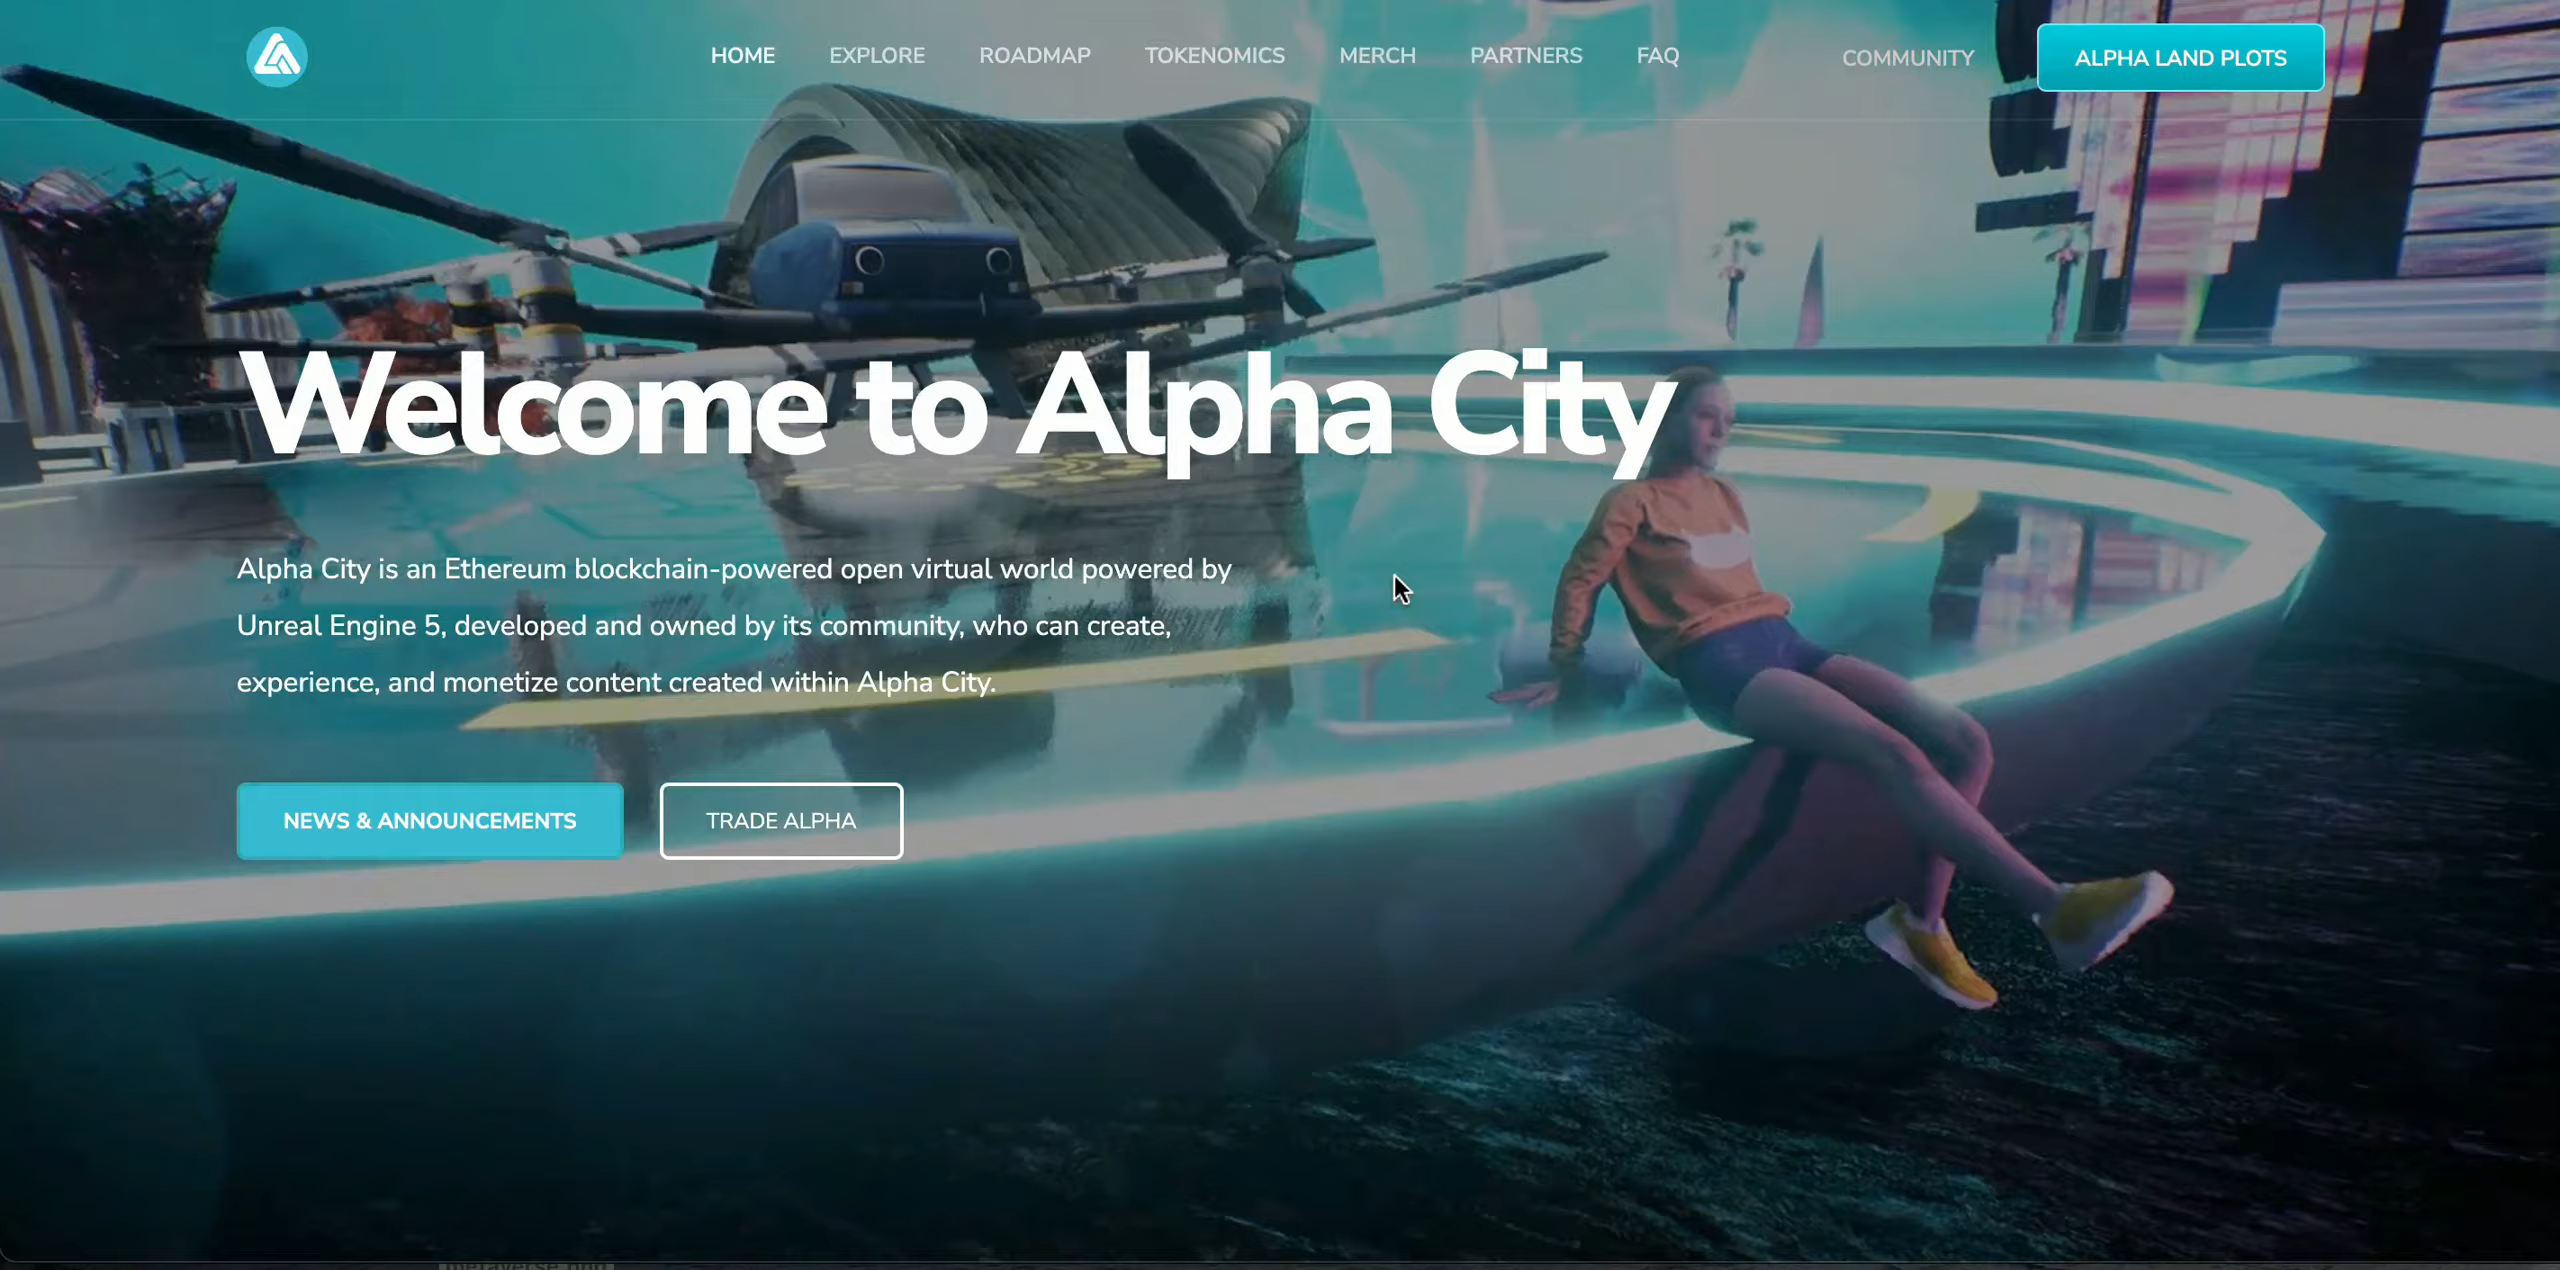 HOME EXPLORE ROADMAP TOKENOMICS MERCH PARTNERS FAQ COMMUNITY ALPHA LAND PLOTS
Welcome to Alpha City
Alpha City is an Ethereum blockchain-powered open virtual world powered by
Unreal Engine 5, developed and owned by its community, who can create,
experience, and monetize content created within Alpha City.
NEWS & ANNOUNCEMENTS TRADE ALPHA